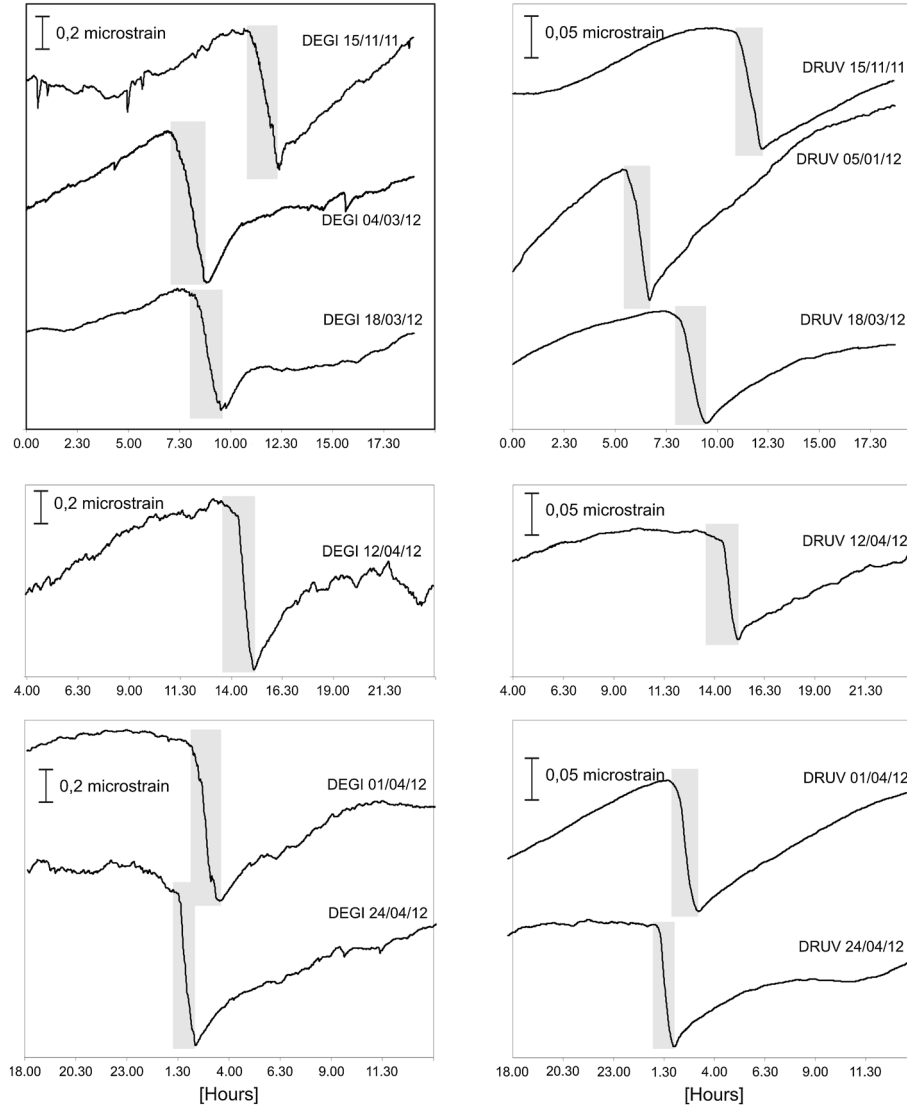 0,2 microstrain
DEGI 15/11/11
DEGI 04/03/12
DEGI 18/03/12
0.00 2.30 5.00 7.30 10.00 12.30 15.00 17.30
0,05 microstrain
DRUV 15/11/11
DRUV 05/01/12
DRUV 18/03/12
0.00 2.30 5.00 7.30 10.00 12.30 15.00 17.30
0,2 microstrain
DEGI 12/04/12
4.00 6.30 9.00 11.30 14.00 16.30 19.00 21.30
0,05 microstrain
DRUV 12/04/12
4.00 6.30 9.00 11.30 14.00 16.30 19.00 21.30
0,2 microstrain
DEGI 01/04/12
DEGI 24/04/12
18.00 20.30 23.00 1.30 4.00 6.30 9.00 11.30
[Hours]
0,05 microstrain
DRUV 01/04/12
DRUV 24/04/12
18.00 20.30 23.00 1.30 4.00 6.30 9.00 11.30
[Hours]